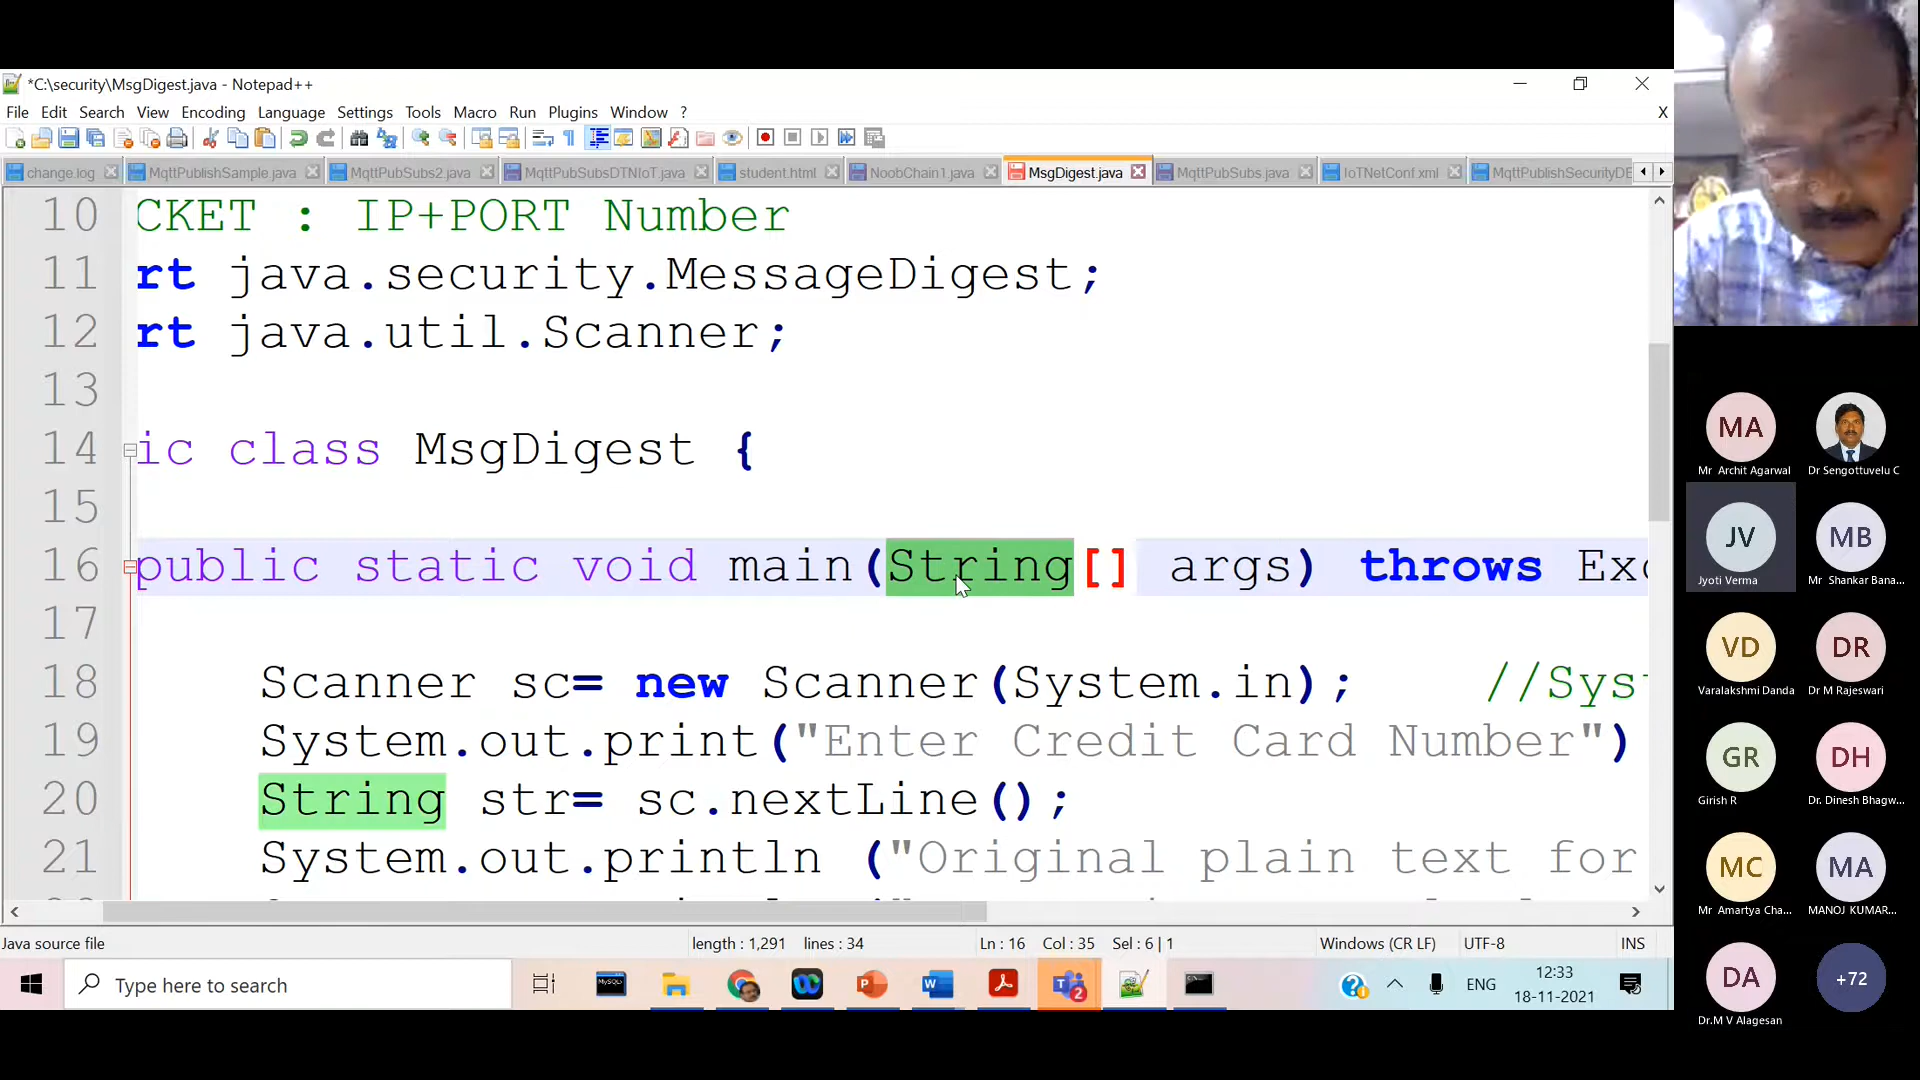 *C:\security\MsgDigest.java - Notepad++
File Edit Search View Encoding Language Settings Tools Macro Run Plugins Window ? X
change.log MqttPublishSample.java MqttPubSubs2.java MqttPubSubsDTNIoT.java student.html NoobChain1.java MsgDigest.java MqttPubSubs.java IoTNetConf.xml MqttPublishSecurityDE
10 CKET : IP+PORT Number
11 rt java.security.MessageDigest;
12 rt java.util.Scanner;
13
14 ic class MsgDigest {
15
16 public static void main(String[] args) throws Exc
17
18 Scanner sc= new Scanner(System.in); //Syst
19 System.out.print("Enter Credit Card Number")
20 String str= sc.nextLine();
21 System.out.println ("Original plain text for
Java source file length : 1,291 lines : 34 Ln : 16 Col : 35 Sel : 6 | 1 Windows (CR LF) UTF-8 INS
Type here to search
MySQL
2
ENG
12:33
18-11-2021
MA
Mr Archit Agarwal Dr Sengottuvelu C
JV MB
Jyoti Verma Mr Shankar Bana...
VD DR
Varalakshmi Danda Dr M Rajeswari
GR DH
Girish R Dr. Dinesh Bhagw...
MC MA
Mr Amartya Cha... MANOJ KUMAR...
DA +72
Dr.M V Alagesan